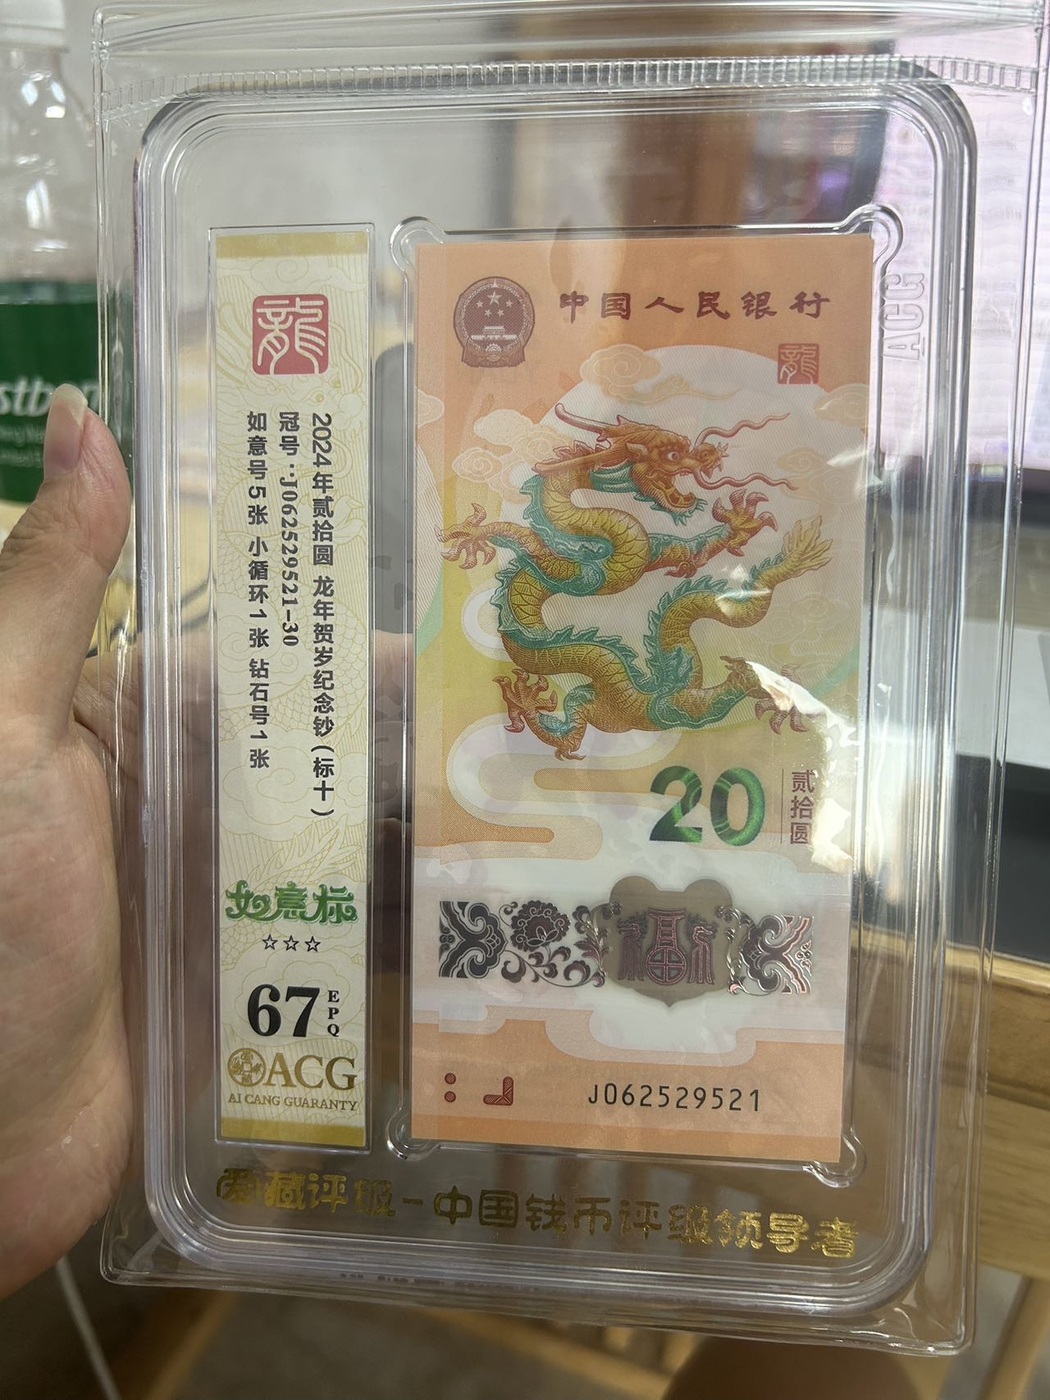 龍
2024年贰拾圆 龙年贺岁纪念钞（标十）
冠号：J062529521-30
如意号5张 小循环1张 钻石号1张
如意标
☆☆☆
67
EPQ
ACG
AI CANG GUARANTY
中国人民银行
龍
20
贰拾圆
福
J062529521
爱藏评级-中国钱币评级领导者
ACG